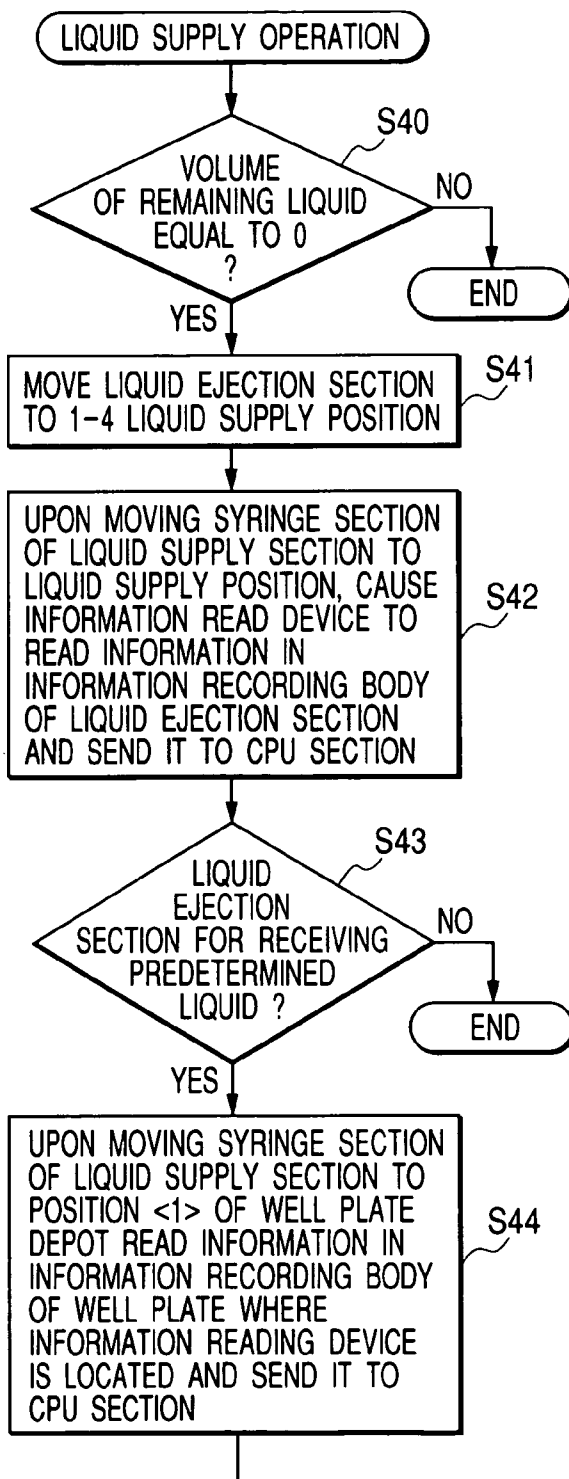 LIQUID SUPPLY OPERATION
S40
VOLUME
OF REMAINING LIQUID
EQUAL TO 0
?
NO
END
YES
S41
MOVE LIQUID EJECTION SECTION
TO 1-4 LIQUID SUPPLY POSITION
UPON MOVING SYRINGE SECTION
OF LIQUID SUPPLY SECTION TO
LIQUID SUPPLY POSITION, CAUSE
INFORMATION READ DEVICE TO
READ INFORMATION IN
INFORMATION RECORDING BODY
OF LIQUID EJECTION SECTION
AND SEND IT TO CPU SECTION
S42
S43
LIQUID
EJECTION
SECTION FOR RECEIVING
PREDETERMINED
LIQUID ?
NO
END
YES
UPON MOVING SYRINGE SECTION
OF LIQUID SUPPLY SECTION TO
POSITION <1> OF WELL PLATE
DEPOT READ INFORMATION IN
INFORMATION RECORDING BODY
OF WELL PLATE WHERE
INFORMATION READING DEVICE
IS LOCATED AND SEND IT TO
CPU SECTION
S44